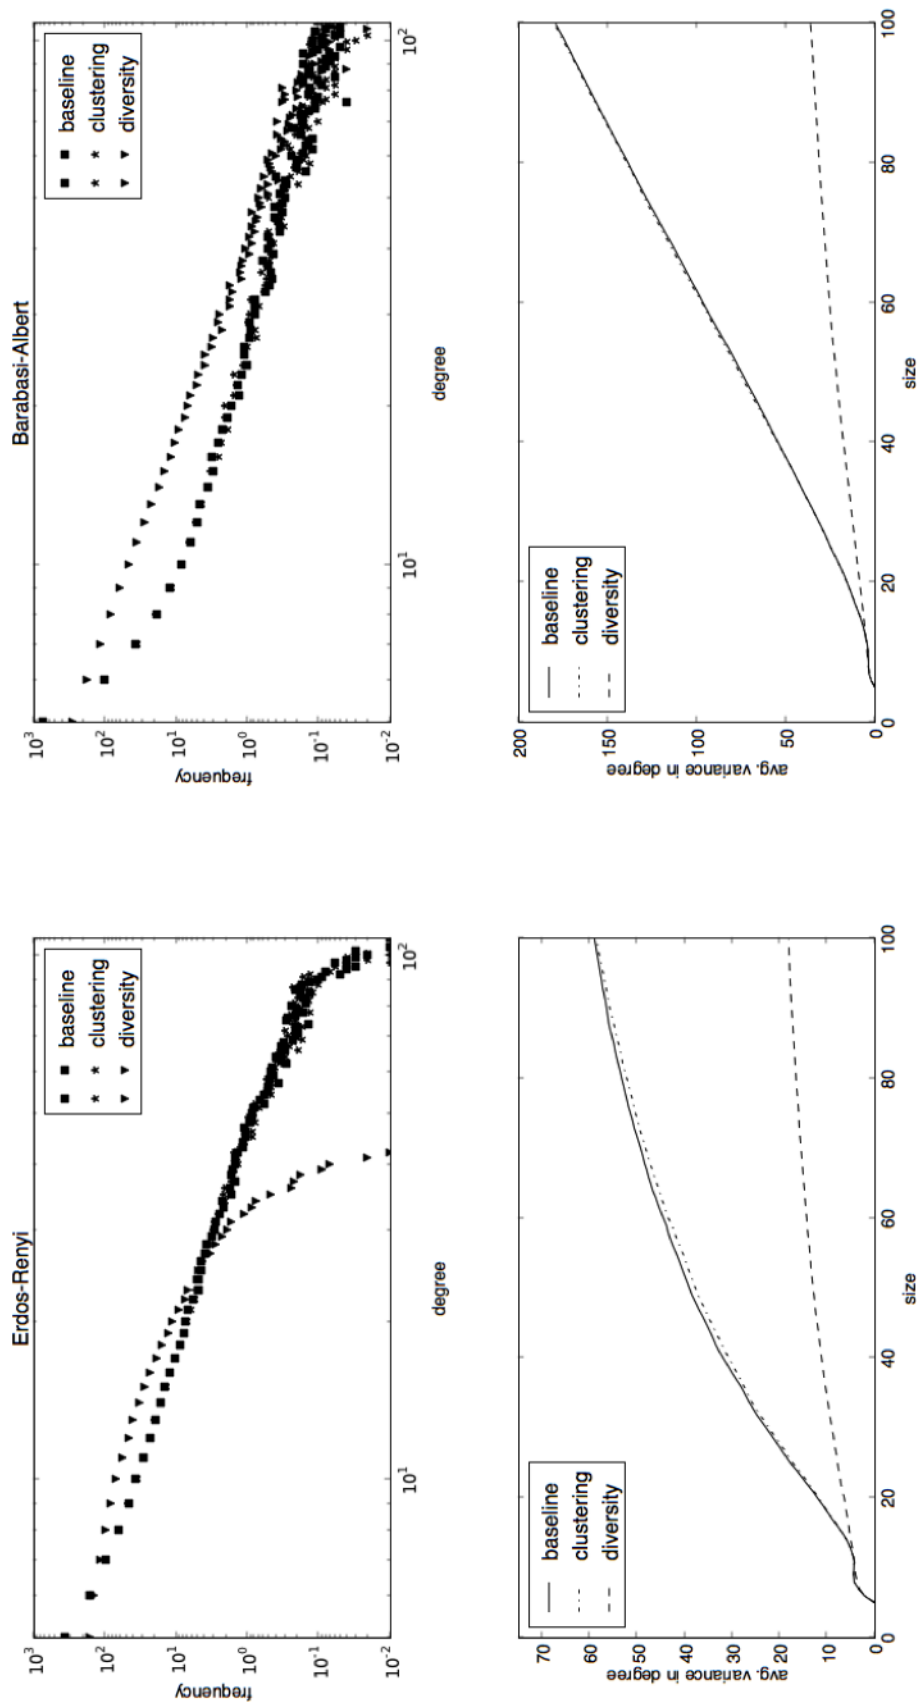 Erdos-Renyi
10³
10²
10¹
10⁰
10⁻¹
10⁻²
frequency
baseline
clustering
diversity
10¹
10²
degree
Barabasi-Albert
10³
10²
10¹
10⁰
10⁻¹
10⁻²
frequency
baseline
clustering
diversity
10¹
10²
degree
70
60
50
40
30
20
10
0
avg. variance in degree
baseline
clustering
diversity
0 20 40 60 80 100
size
200
150
100
50
0
avg. variance in degree
baseline
clustering
diversity
0 20 40 60 80 100
size